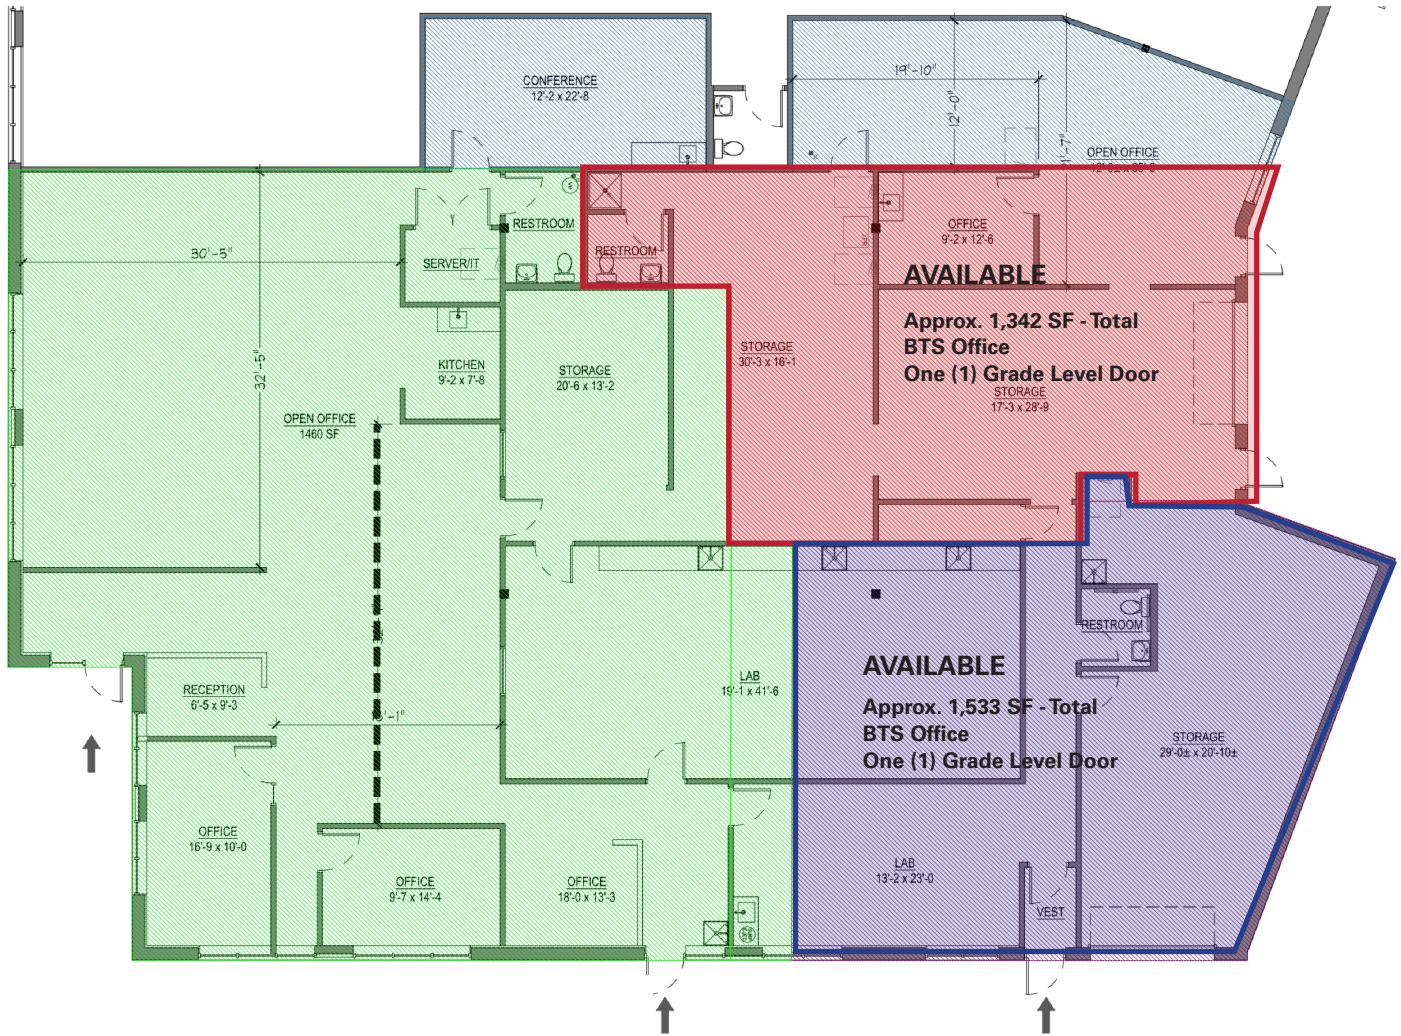 CONFERENCE
12'-2 x 22'-8
19'-10"
12'-0"
OPEN OFFICE
30'-5"
32'-5"
SERVER/IT
RESTROOM
RESTROOM
OFFICE
9'-2 x 12'-6
AVAILABLE
Approx. 1,342 SF - Total
BTS Office
One (1) Grade Level Door
STORAGE
30'-3 x 16'-1
STORAGE
17'-3 x 28'-9
KITCHEN
9'-2 x 7'-8
STORAGE
20'-6 x 13'-2
OPEN OFFICE
1460 SF
RESTROOM
AVAILABLE
Approx. 1,533 SF - Total
BTS Office
One (1) Grade Level Door
RECEPTION
6'-5 x 9'-3
LAB
19'-1 x 41'-6
STORAGE
29'-0± x 20'-10±
OFFICE
16'-9 x 10'-0
OFFICE
9'-7 x 14'-4
OFFICE
18'-0 x 13'-3
LAB
13'-2 x 23'-0
VEST